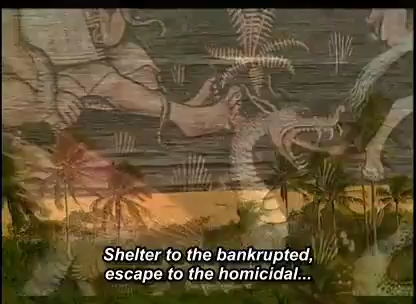 Shelter to the bankrupted,
escape to the homicidal...